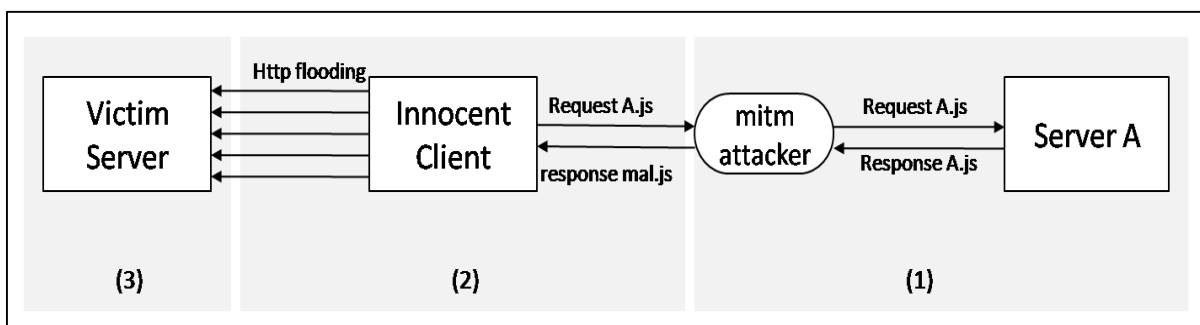 Http flooding
Victim
Server
Innocent
Client
Request A.js
response mal.js
mitm
attacker
Request A.js
Response A.js
Server A
(3)
(2)
(1)